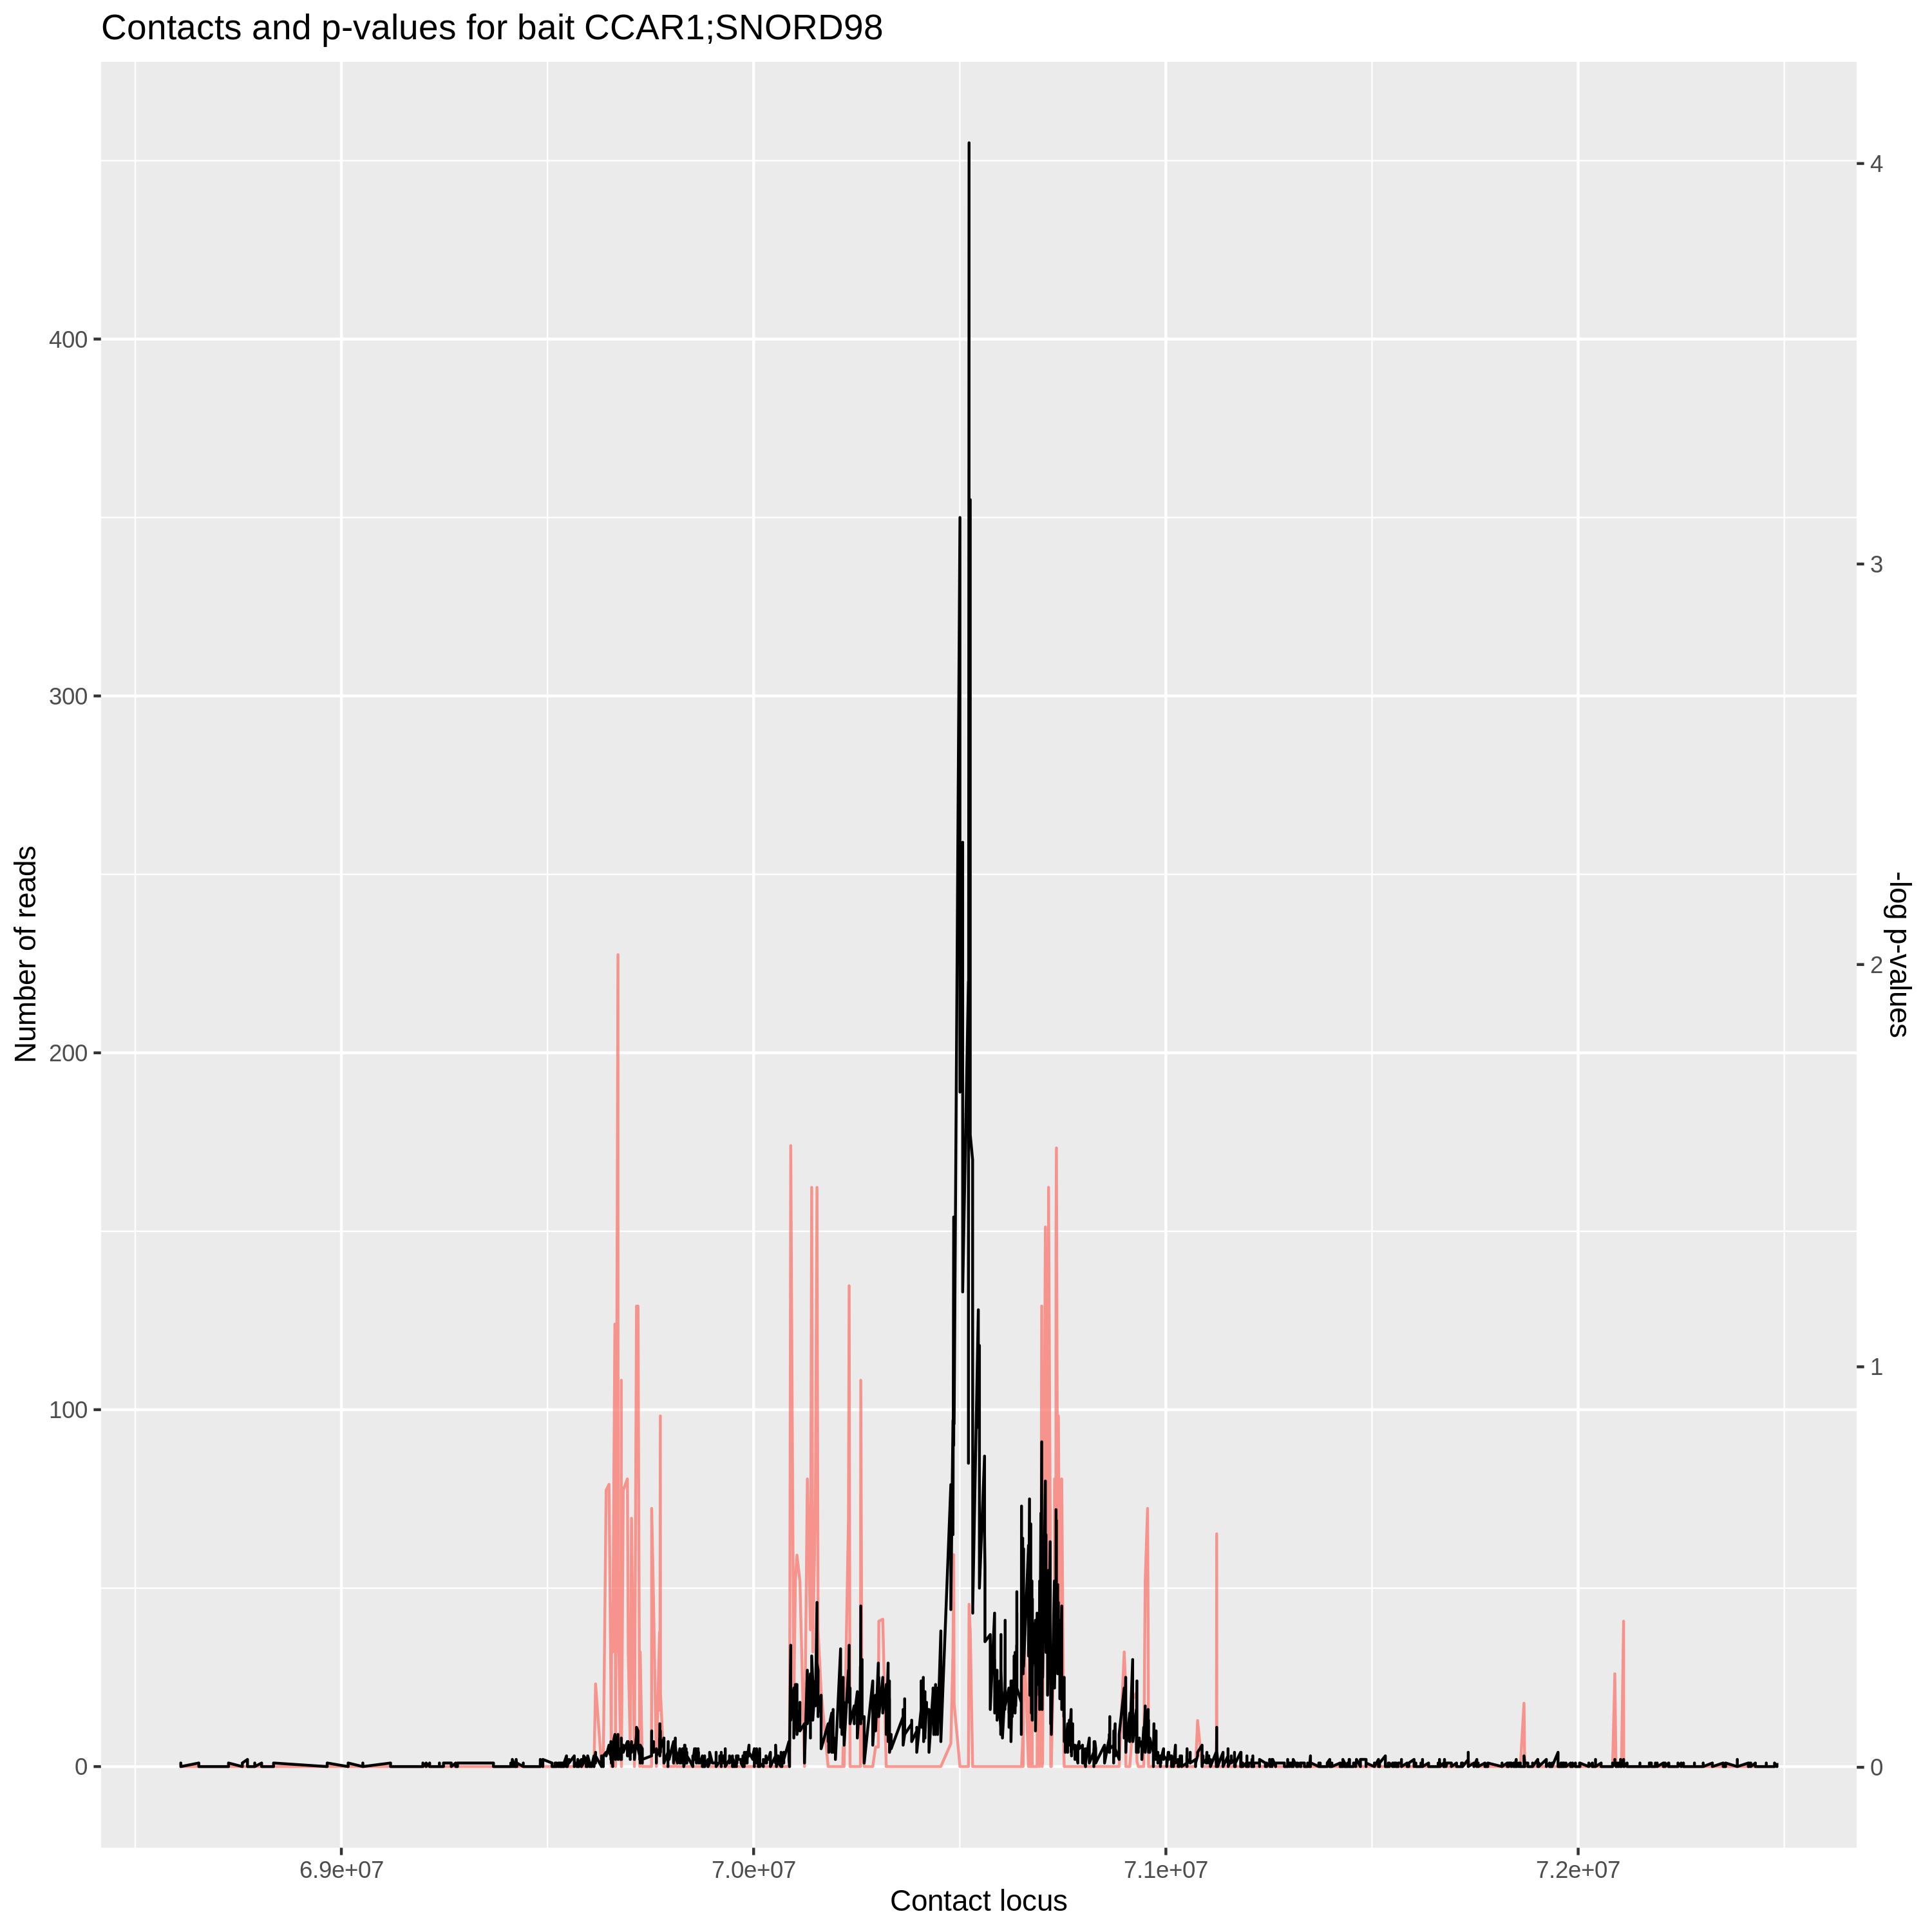 Contacts and p-values for bait CCAR1;SNORD98
400
300
200
100
0
Number of reads
4
3
2
1
0
-log p-values
6.9e+07
7.0e+07
7.1e+07
7.2e+07
Contact locus